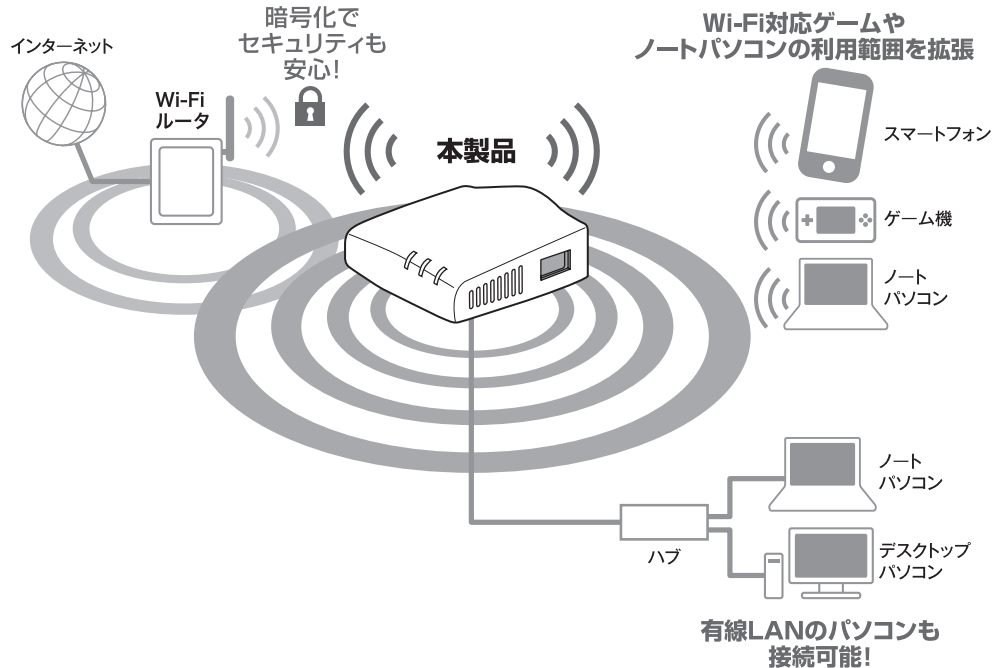 インターネット
Wi-Fi
ルータ
暗号化で
セキュリティも
安心!
本製品
Wi-Fi対応ゲームや
ノートパソコンの利用範囲を拡張
スマートフォン
ゲーム機
ノート
パソコン
ノート
パソコン
ハブ
デスクトップ
パソコン
有線LANのパソコンも
接続可能!